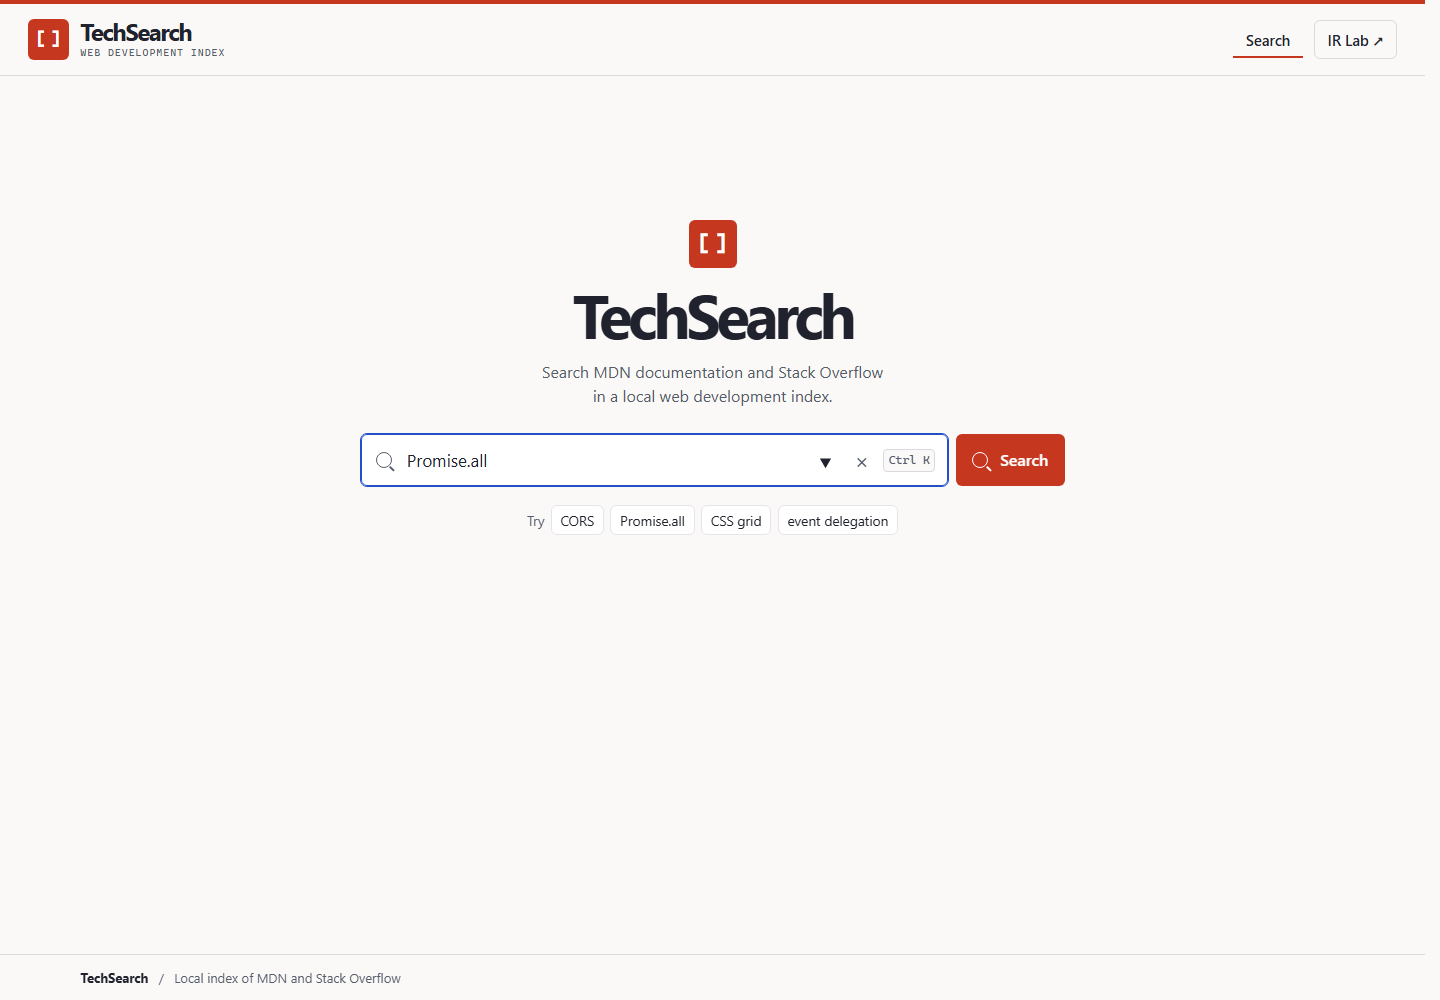 [ ] TechSearch
WEB DEVELOPMENT INDEX
Search
IR Lab ↗
[ ]
TechSearch
Search MDN documentation and Stack Overflow
in a local web development index.
Promise.all ▼ × Ctrl K
Search
Try CORS Promise.all CSS grid event delegation
TechSearch / Local index of MDN and Stack Overflow